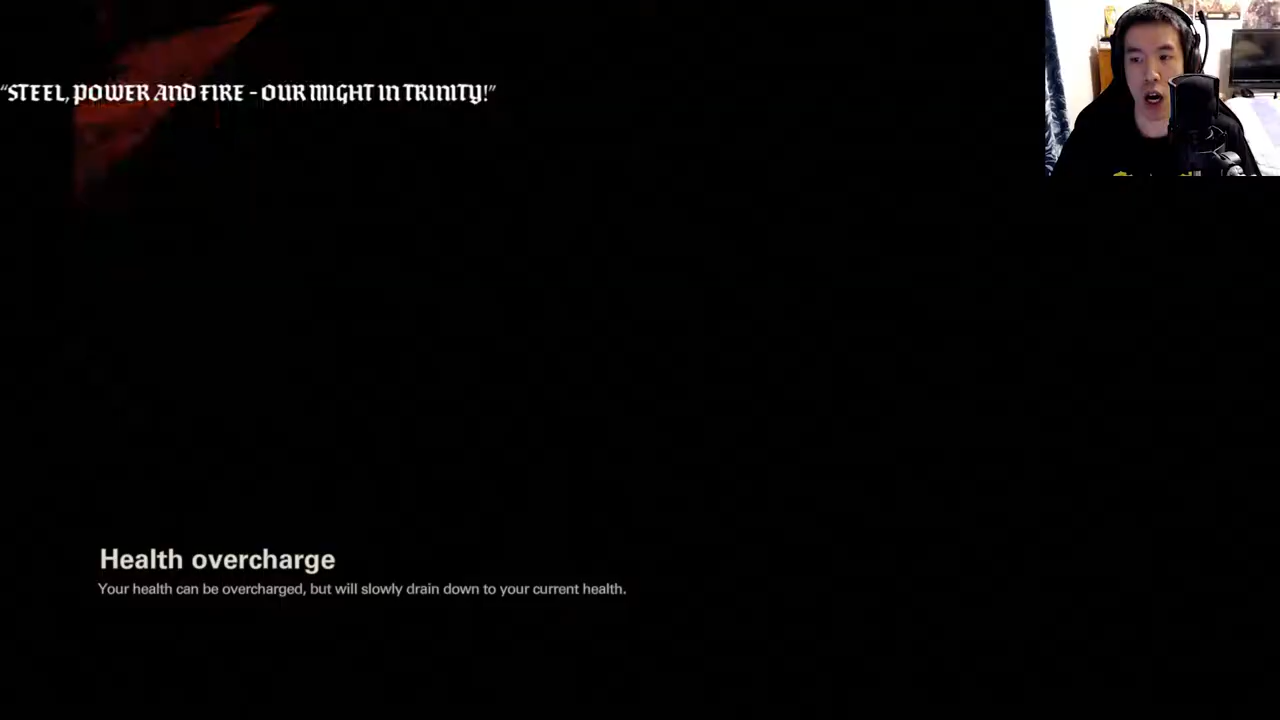 “STEEL, POWER AND FIRE - OUR MIGHT IN TRINITY!”
Health overcharge
Your health can be overcharged, but will slowly drain down to your current health.